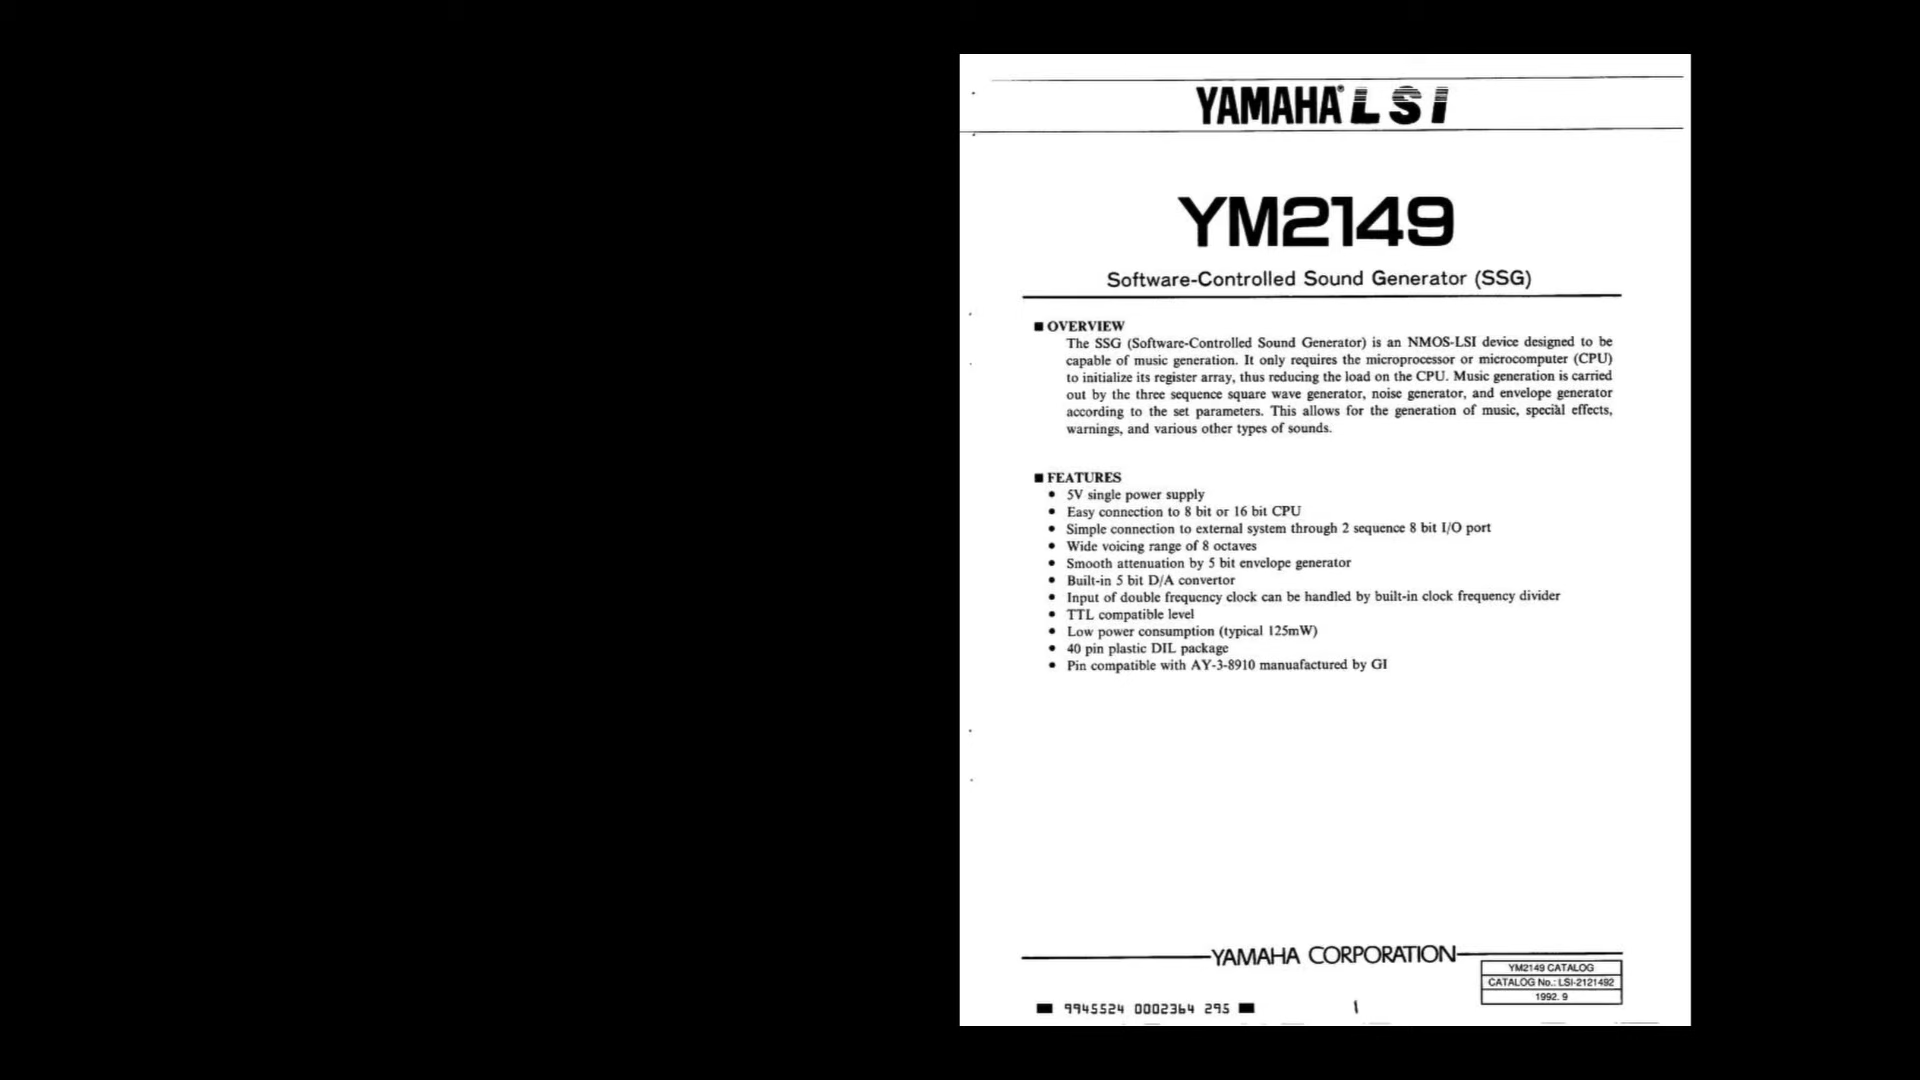 YAMAHA® LSI
YM2149
Software-Controlled Sound Generator (SSG)
■ OVERVIEW
The SSG (Software-Controlled Sound Generator) is an NMOS-LSI device designed to be
capable of music generation. It only requires the microprocessor or microcomputer (CPU)
to initialize its register array, thus reducing the load on the CPU. Music generation is carried
out by the three sequence square wave generator, noise generator, and envelope generator
according to the set parameters. This allows for the generation of music, special effects,
warnings, and various other types of sounds.
■ FEATURES
• 5V single power supply
• Easy connection to 8 bit or 16 bit CPU
• Simple connection to external system through 2 sequence 8 bit I/O port
• Wide voicing range of 8 octaves
• Smooth attenuation by 5 bit envelope generator
• Built-in 5 bit D/A convertor
• Input of double frequency clock can be handled by built-in clock frequency divider
• TTL compatible level
• Low power consumption (typical 125mW)
• 40 pin plastic DIL package
• Pin compatible with AY-3-8910 manuafactured by GI
YAMAHA CORPORATION
YM2149 CATALOG
CATALOG No.: LSI-2121492
1992. 9
■ 9945524 0002364 295 ■
1